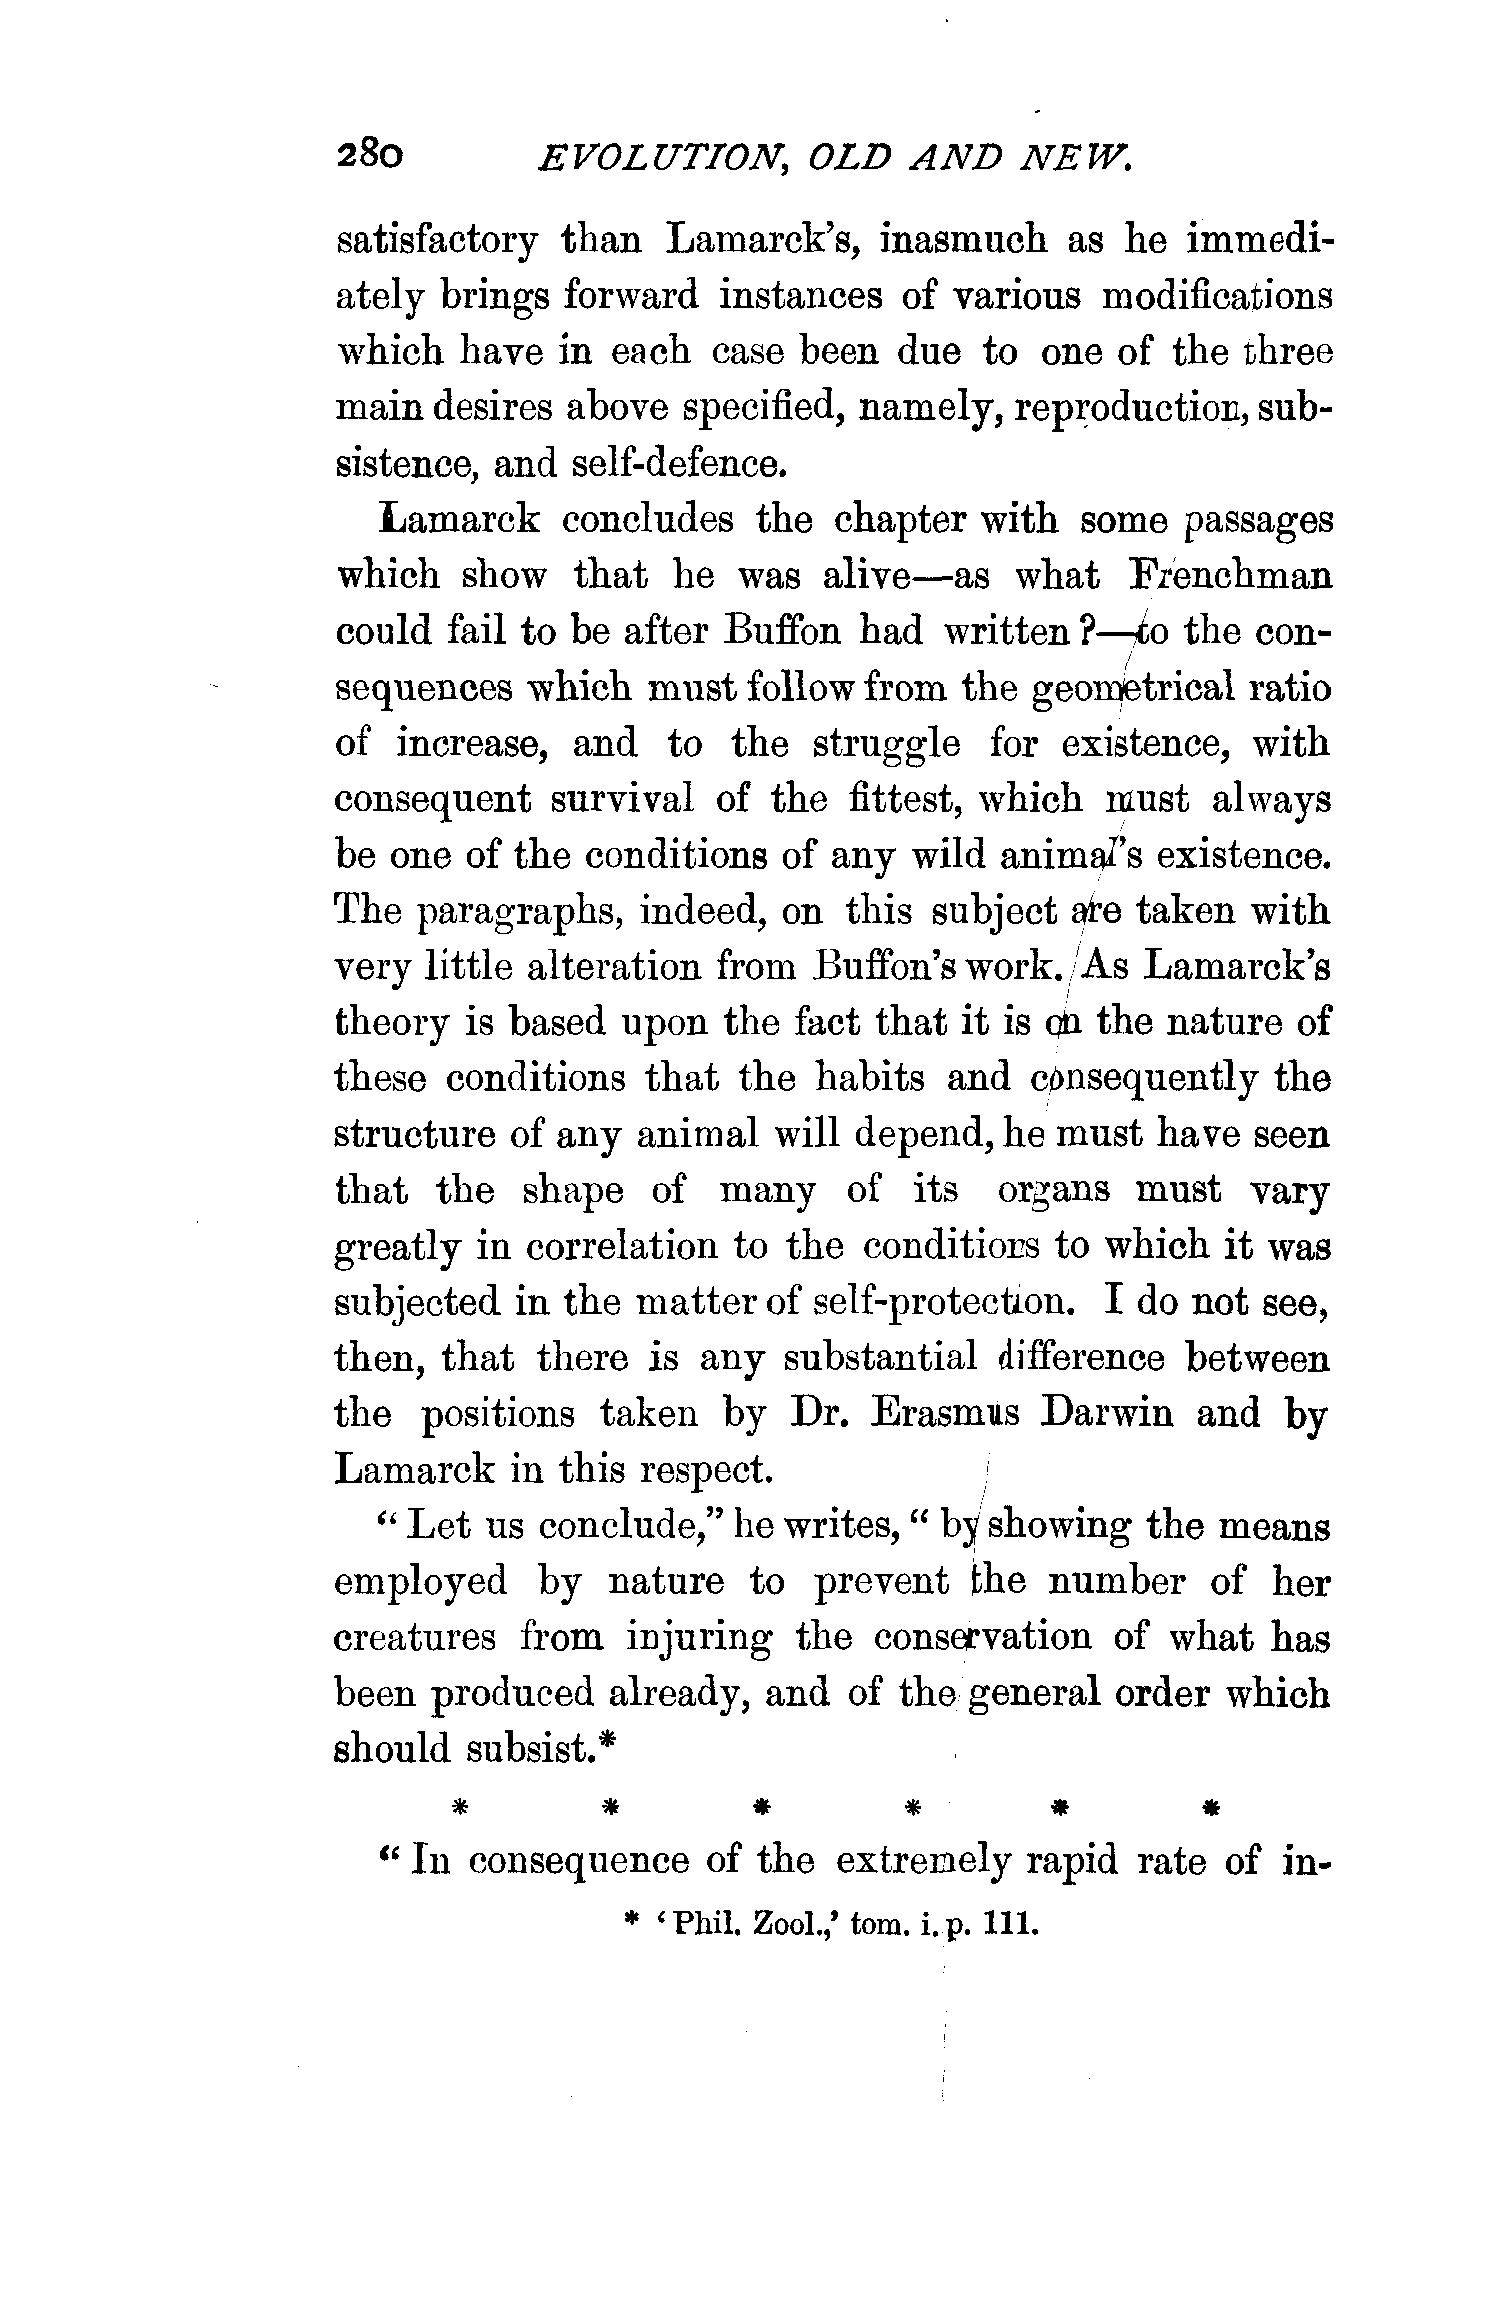 280 EVOLUTION, OLD AND NEW.
satisfactory than Lamarck's, inasmuch as he immedi-
ately brings forward instances of various modifications
which have in each case been due to one of the three
main desires above specified, namely, reproduction, sub-
sistence, and self-defence.
Lamarck concludes the chapter with some passages
which show that he was alive—as what Frenchman
could fail to be after Buffon had written?—to the con-
sequences which must follow from the geometrical ratio
of increase, and to the struggle for existence, with
consequent survival of the fittest, which must always
be one of the conditions of any wild animal's existence.
The paragraphs, indeed, on this subject are taken with
very little alteration from Buffon's work. As Lamarck's
theory is based upon the fact that it is on the nature of
these conditions that the habits and consequently the
structure of any animal will depend, he must have seen
that the shape of many of its organs must vary
greatly in correlation to the conditions to which it was
subjected in the matter of self-protection. I do not see,
then, that there is any substantial difference between
the positions taken by Dr. Erasmus Darwin and by
Lamarck in this respect.
"Let us conclude," he writes, "by showing the means
employed by nature to prevent the number of her
creatures from injuring the conservation of what has
been produced already, and of the general order which
should subsist.*
* * * * * *
"In consequence of the extremely rapid rate of in-
* 'Phil. Zool.,' tom. i. p. 111.